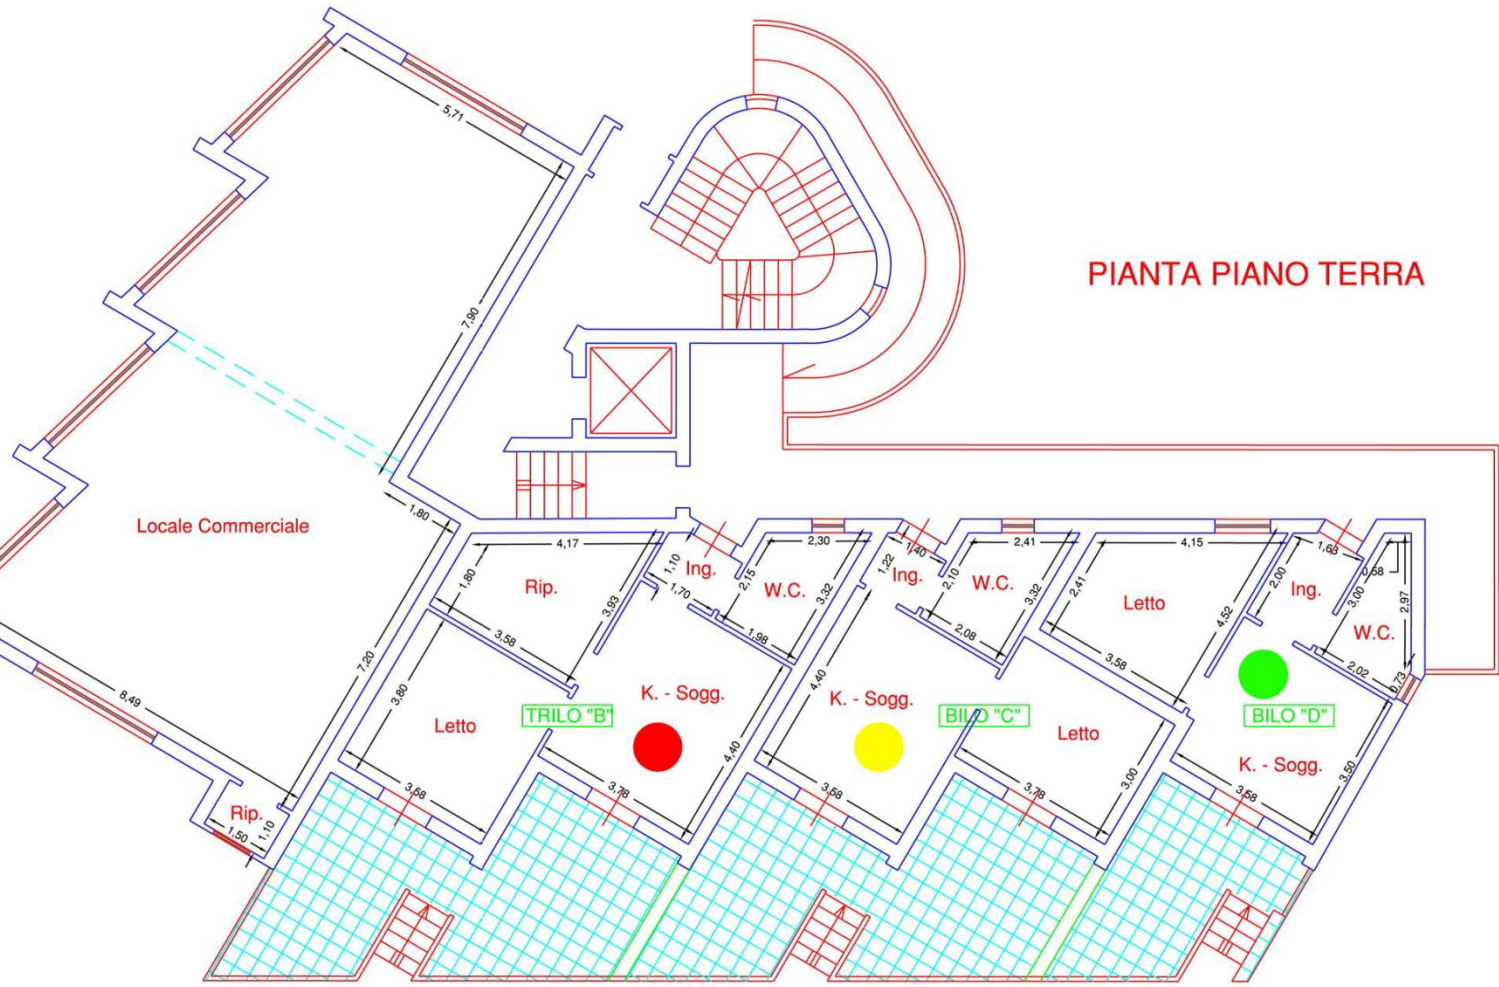 PIANTA PIANO TERRA
5,71
7,90
Locale Commerciale
1,80
8,49
7,20
Rip.
1,50
1,10
4,17
1,80
Rip.
3,93
3,58
1,10
Ing.
1,70
2,30
2,15
W.C.
3,32
1,98
3,80
Letto
TRILO "B"
K. - Sogg.
4,40
3,58
3,78
1,40
1,22
Ing.
2,41
2,10
W.C.
3,32
2,08
4,40
K. - Sogg.
BILO "C"
Letto
3,58
3,78
3,00
4,15
2,41
Letto
4,52
3,58
1,63
2,00
Ing.
0,58
3,00
2,97
W.C.
2,02
0,73
BILO "D"
K. - Sogg.
3,50
3,58